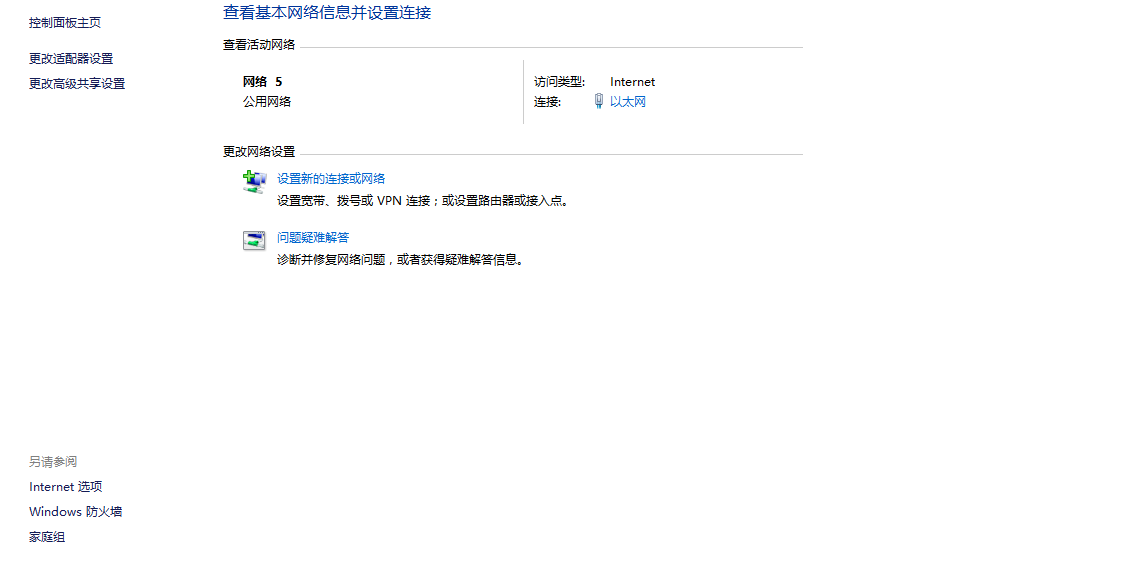 查看基本网络信息并设置连接
控制面板主页
更改适配器设置
更改高级共享设置
查看活动网络
网络 5
公用网络
访问类型: Internet
连接: 以太网
更改网络设置
设置新的连接或网络
设置宽带、拨号或 VPN 连接；或设置路由器或接入点。
问题疑难解答
诊断并修复网络问题，或者获得疑难解答信息。
另请参阅
Internet 选项
Windows 防火墙
家庭组